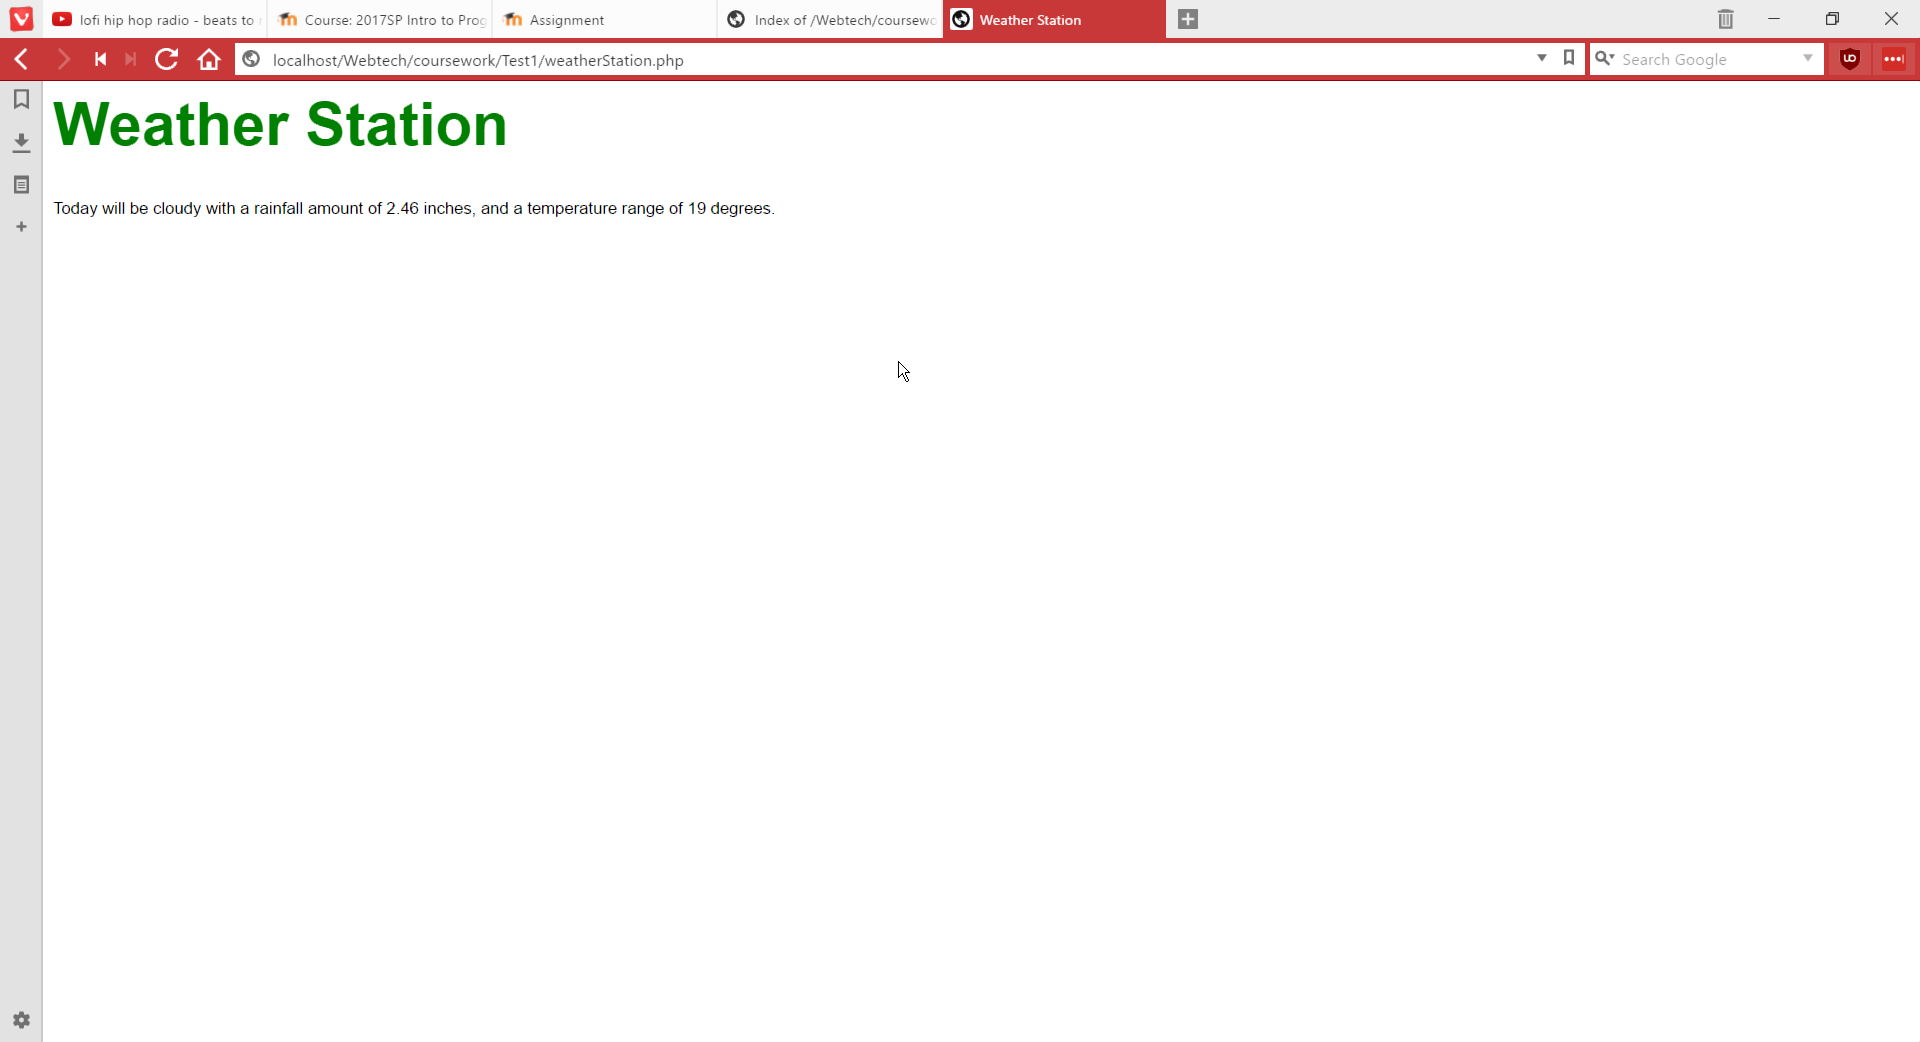 lofi hip hop radio - beats to
Course: 2017SP Intro to Prog
Assignment
Index of /Webtech/coursewo
Weather Station
localhost/Webtech/coursework/Test1/weatherStation.php
Search Google
Weather Station
Today will be cloudy with a rainfall amount of 2.46 inches, and a temperature range of 19 degrees.